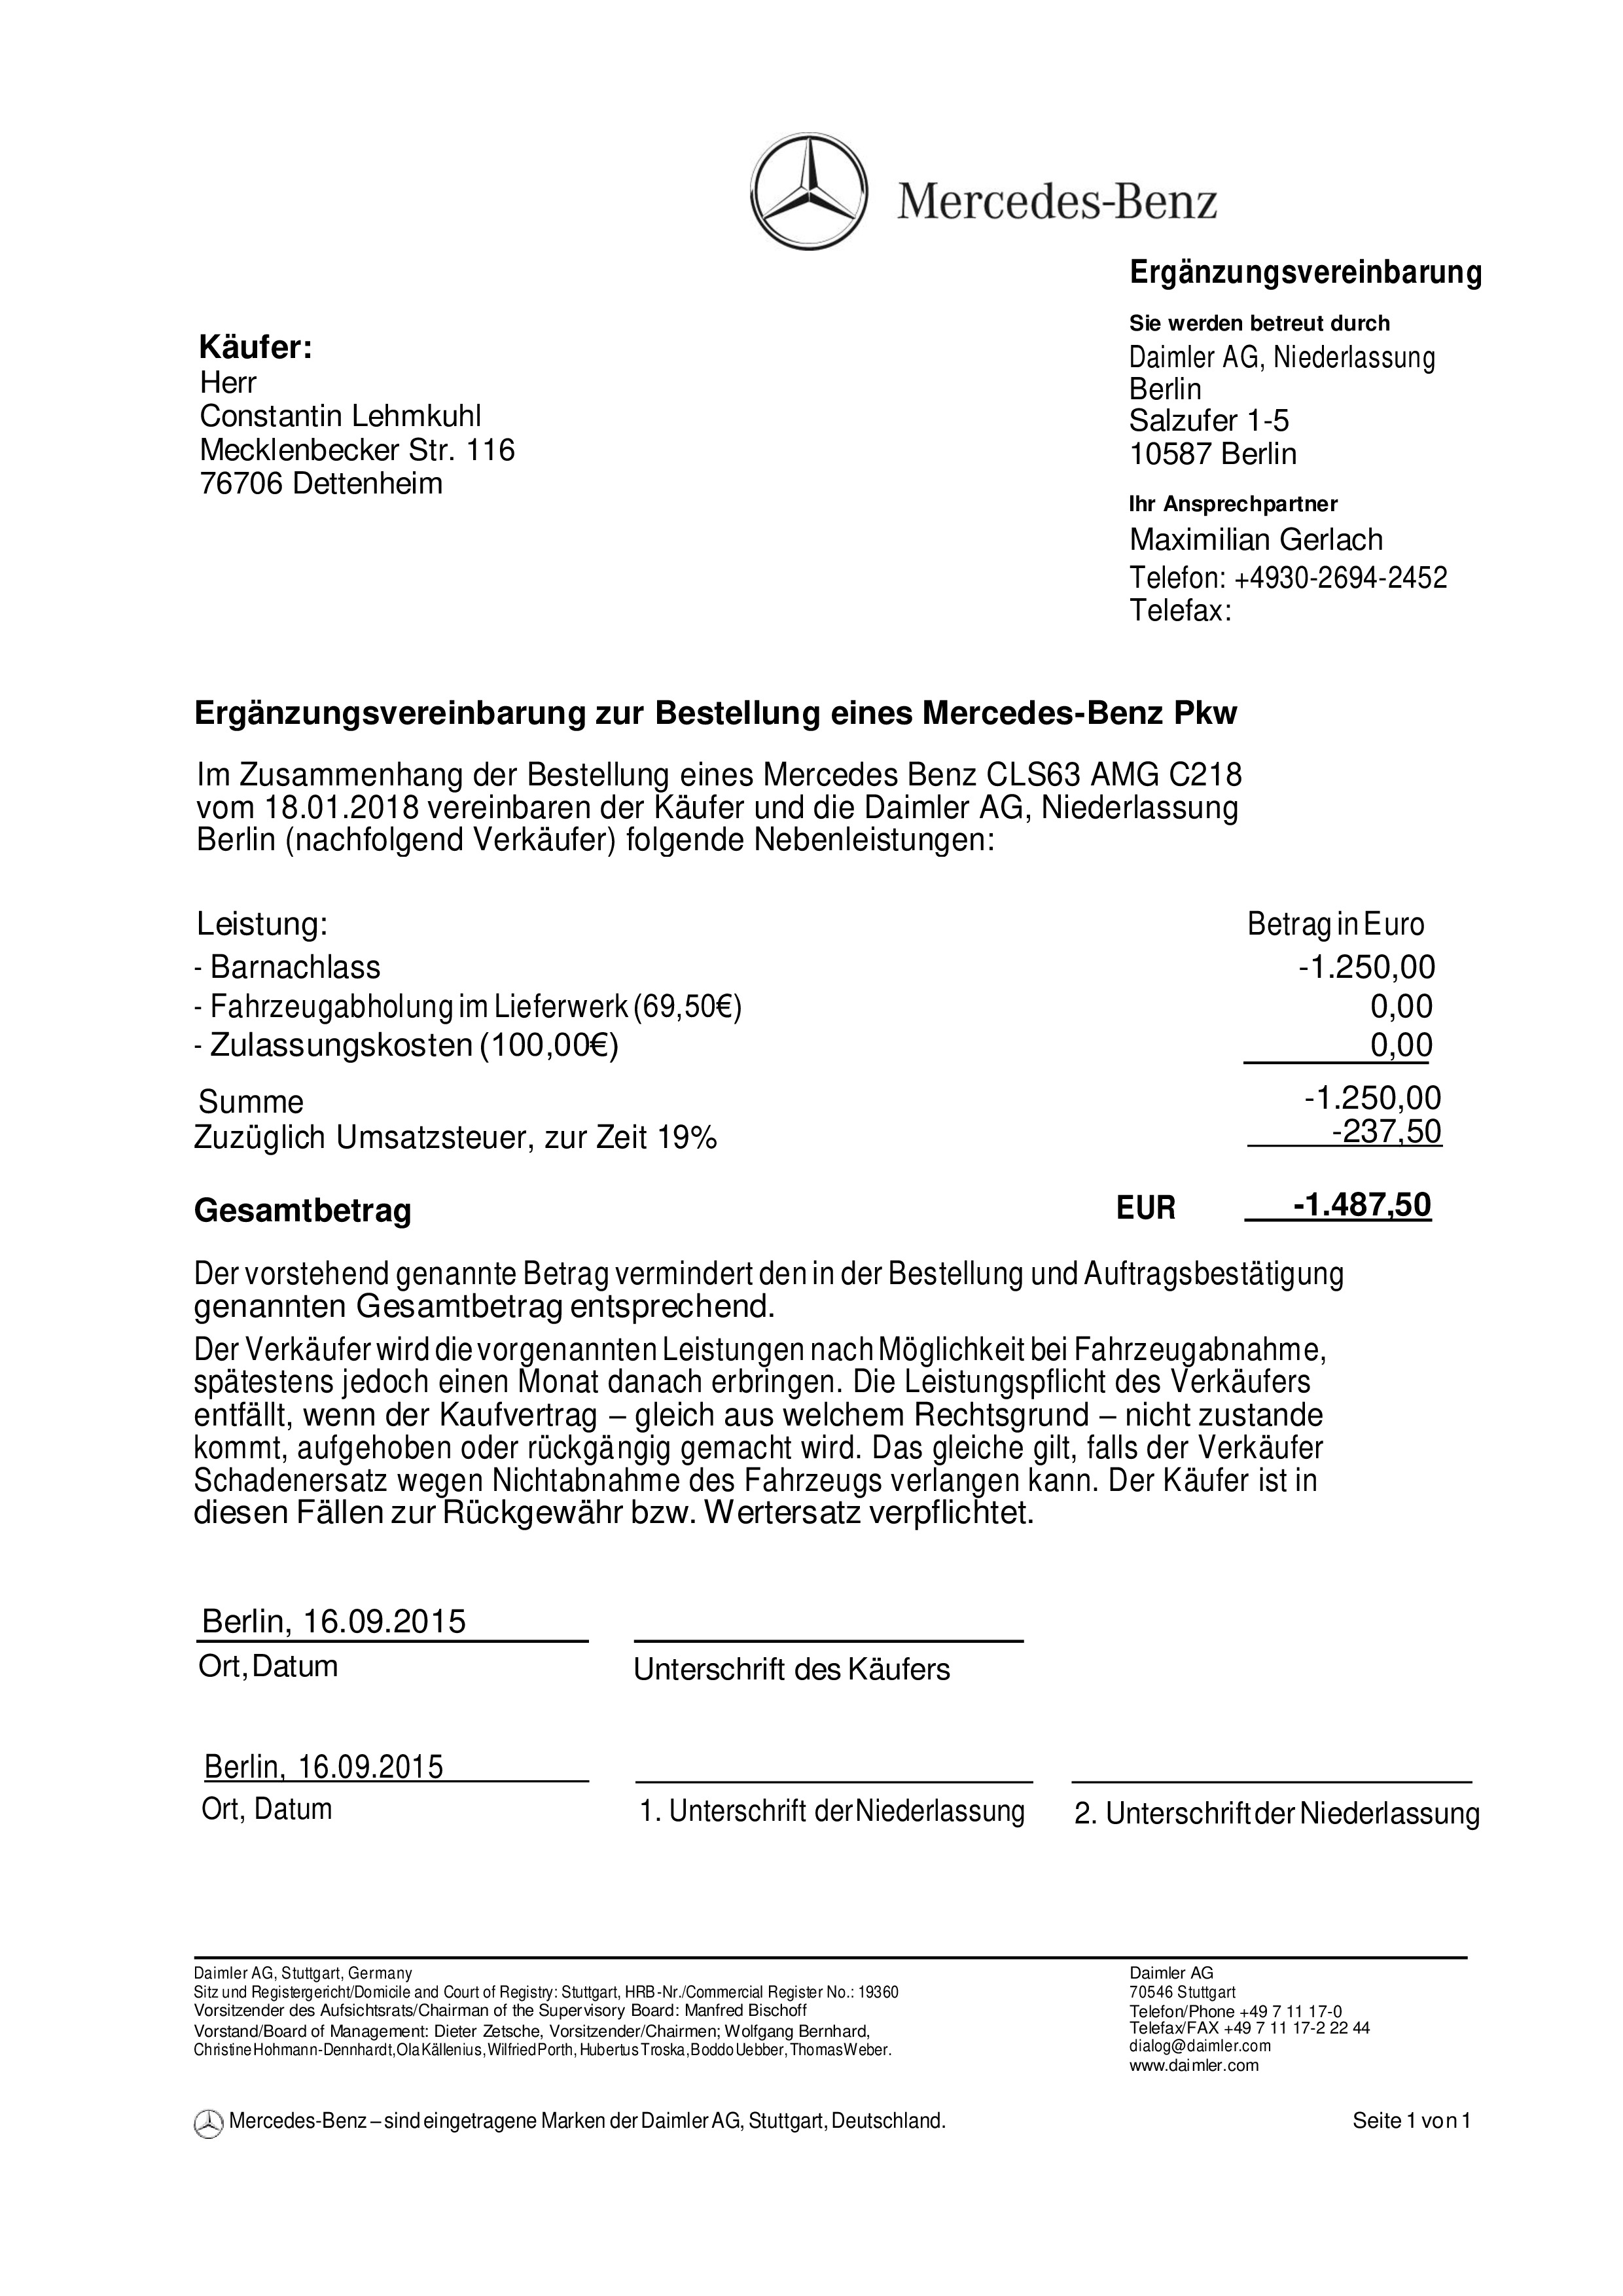 Mercedes-Benz
Ergänzungsvereinbarung
Sie werden betreut durch
Daimler AG, Niederlassung
Berlin
Salzufer 1-5
10587 Berlin
Ihr Ansprechpartner
Maximilian Gerlach
Telefon: +4930-2694-2452
Telefax:
Käufer:
Herr
Constantin Lehmkuhl
Mecklenbecker Str. 116
76706 Dettenheim
Ergänzungsvereinbarung zur Bestellung eines Mercedes-Benz Pkw
Im Zusammenhang der Bestellung eines Mercedes Benz CLS63 AMG C218
vom 18.01.2018 vereinbaren der Käufer und die Daimler AG, Niederlassung
Berlin (nachfolgend Verkäufer) folgende Nebenleistungen:
Leistung: Betrag in Euro
- Barnachlass -1.250,00
- Fahrzeugabholung im Lieferwerk (69,50€) 0,00
- Zulassungskosten (100,00€) 0,00
Summe -1.250,00
Zuzüglich Umsatzsteuer, zur Zeit 19% -237,50
Gesamtbetrag EUR -1.487,50
Der vorstehend genannte Betrag vermindert den in der Bestellung und Auftragsbestätigung
genannten Gesamtbetrag entsprechend.
Der Verkäufer wird die vorgenannten Leistungen nach Möglichkeit bei Fahrzeugabnahme,
spätestens jedoch einen Monat danach erbringen. Die Leistungspflicht des Verkäufers
entfällt, wenn der Kaufvertrag – gleich aus welchem Rechtsgrund – nicht zustande
kommt, aufgehoben oder rückgängig gemacht wird. Das gleiche gilt, falls der Verkäufer
Schadenersatz wegen Nichtabnahme des Fahrzeugs verlangen kann. Der Käufer ist in
diesen Fällen zur Rückgewähr bzw. Wertersatz verpflichtet.
Berlin, 16.09.2015
Ort, Datum Unterschrift des Käufers
Berlin, 16.09.2015
Ort, Datum 1. Unterschrift der Niederlassung 2. Unterschrift der Niederlassung
Daimler AG, Stuttgart, Germany
Sitz und Registergericht/Domicile and Court of Registry: Stuttgart, HRB-Nr./Commercial Register No.: 19360
Vorsitzender des Aufsichtsrats/Chairman of the Supervisory Board: Manfred Bischoff
Vorstand/Board of Management: Dieter Zetsche, Vorsitzender/Chairmen; Wolfgang Bernhard,
Christine Hohmann-Dennhardt, Ola Källenius, Wilfried Porth, Hubertus Troska, Boddo Uebber, Thomas Weber.
Daimler AG
70546 Stuttgart
Telefon/Phone +49 7 11 17-0
Telefax/FAX +49 7 11 17-2 22 44
dialog@daimler.com
www.daimler.com
Mercedes-Benz – sind eingetragene Marken der Daimler AG, Stuttgart, Deutschland. Seite 1 von 1